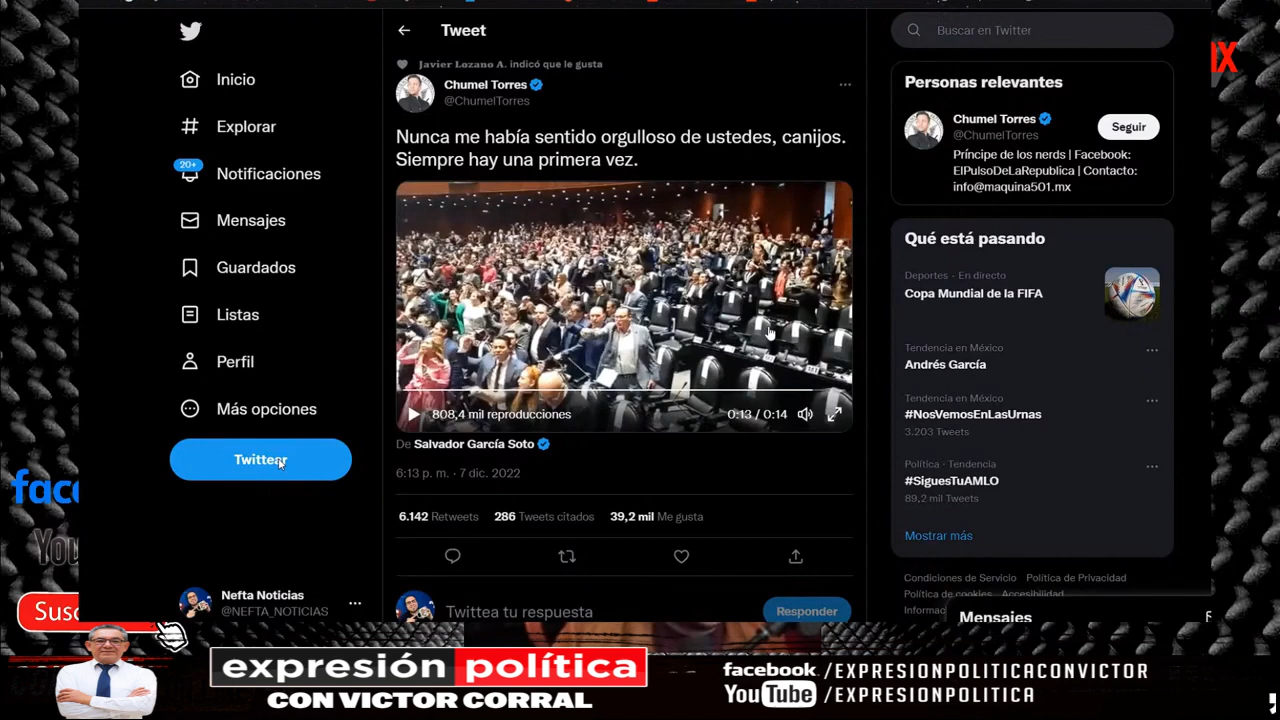 Tweet
Inicio
Explorar
20+
Notificaciones
Mensajes
Guardados
Listas
Perfil
Más opciones
Twittear
Nefta Noticias
@NEFTA_NOTICIAS
Javier Lozano A. indicó que le gusta
Chumel Torres
@ChumelTorres
Nunca me había sentido orgulloso de ustedes, canijos.
Siempre hay una primera vez.
808,4 mil reproducciones
0:13 / 0:14
De Salvador García Soto
6:13 p. m. · 7 dic. 2022
6.142 Retweets 286 Tweets citados 39,2 mil Me gusta
Twittea tu respuesta
Responder
Buscar en Twitter
Personas relevantes
Chumel Torres
@ChumelTorres
Seguir
Príncipe de los nerds | Facebook:
ElPulsoDeLaRepublica | Contacto:
info@maquina501.mx
Qué está pasando
Deportes · En directo
Copa Mundial de la FIFA
Tendencia en México
Andrés García
Tendencia en México
#NosVemosEnLasUrnas
3.203 Tweets
Política · Tendencia
#SiguesTuAMLO
89,2 mil Tweets
Mostrar más
Condiciones de Servicio Política de Privacidad
Política de cookies Accesibilidad
Mensajes
expresión política
CON VICTOR CORRAL
facebook/EXPRESIONPOLITICACONVICTOR
YouTube/EXPRESIONPOLITICA